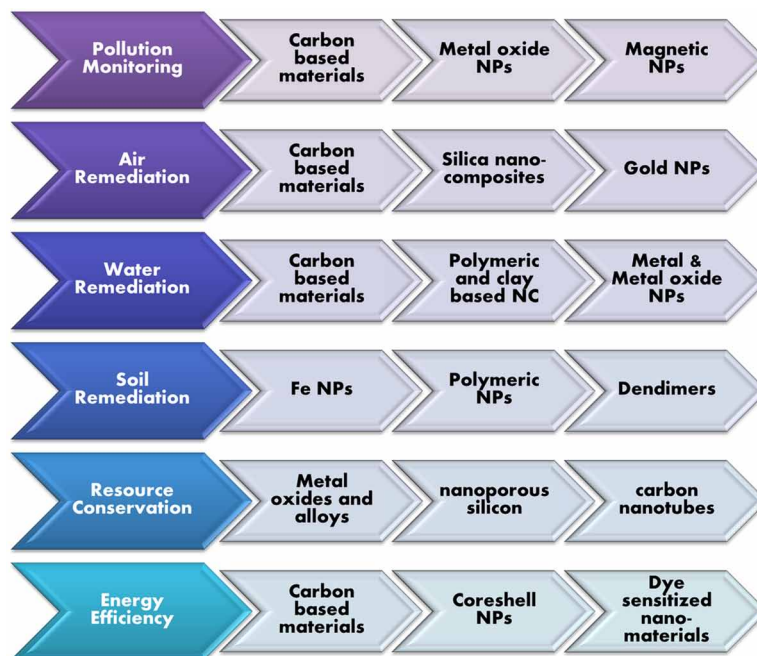 Pollution
Monitoring
Carbon
based
materials
Metal oxide
NPs
Magnetic
NPs
Air
Remediation
Carbon
based
materials
Silica nano-
composites
Gold NPs
Water
Remediation
Carbon
based
materials
Polymeric
and clay
based NC
Metal &
Metal oxide
NPs
Soil
Remediation
Fe NPs
Polymeric
NPs
Dendimers
Resource
Conservation
Metal
oxides and
alloys
nanoporous
silicon
carbon
nanotubes
Energy
Efficiency
Carbon
based
materials
Coreshell
NPs
Dye
sensitized
nano-
materials